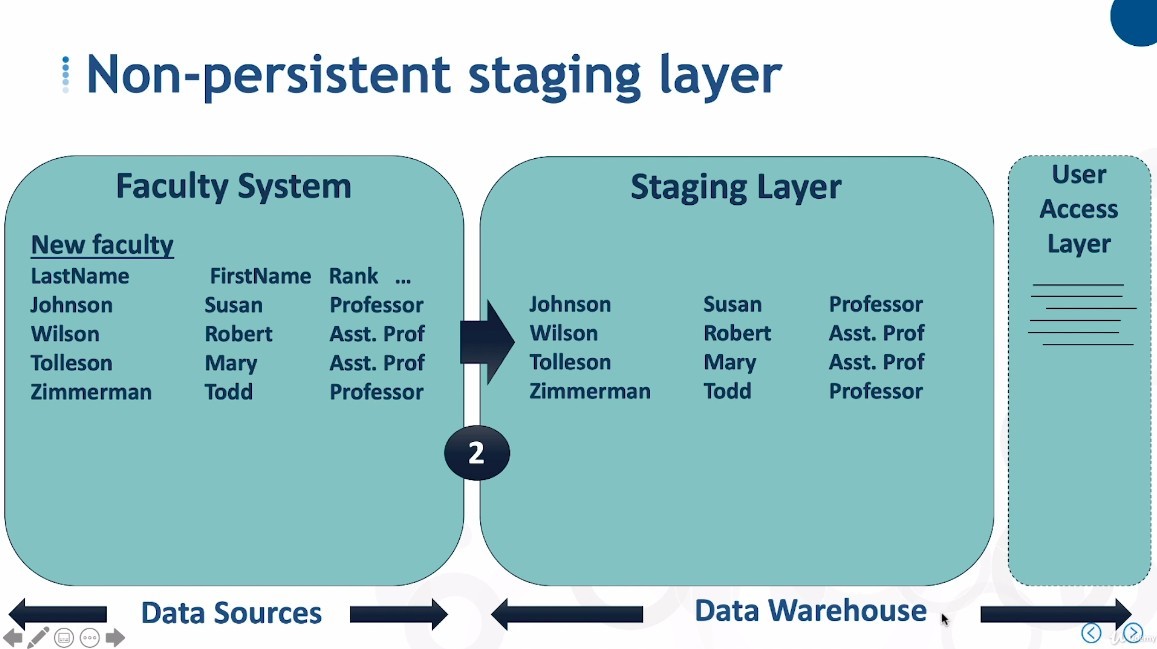 Non-persistent staging layer
Faculty System
New faculty
LastName FirstName Rank ...
Johnson Susan Professor
Wilson Robert Asst. Prof
Tolleson Mary Asst. Prof
Zimmerman Todd Professor
2
Staging Layer
Johnson Susan Professor
Wilson Robert Asst. Prof
Tolleson Mary Asst. Prof
Zimmerman Todd Professor
User
Access
Layer
Data Sources
Data Warehouse